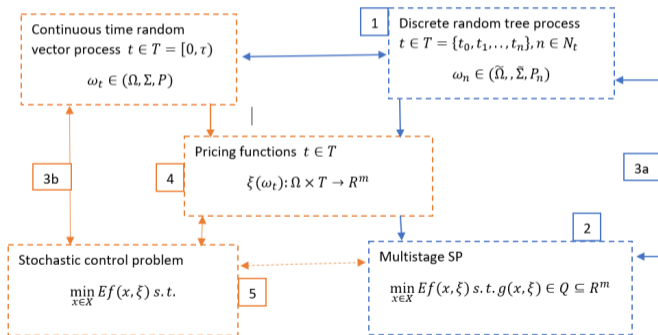 Continuous time random
vector process t ∈ T = [0, τ)
ω_t ∈ (Ω, Σ, P)
1
Discrete random tree process
t ∈ T = {t_0, t_1, . . , t_n}, n ∈ N_t
ω_n ∈ (Ω̃, , Σ̃, P_n)
Pricing functions t ∈ T
ξ(ω_t): Ω × T → R^m
3b
4
3a
2
Stochastic control problem
min_{x∈X} Ef(x, ξ) s. t.
5
Multistage SP
min_{x∈X} Ef(x, ξ) s. t. g(x, ξ) ∈ Q ⊆ R^m